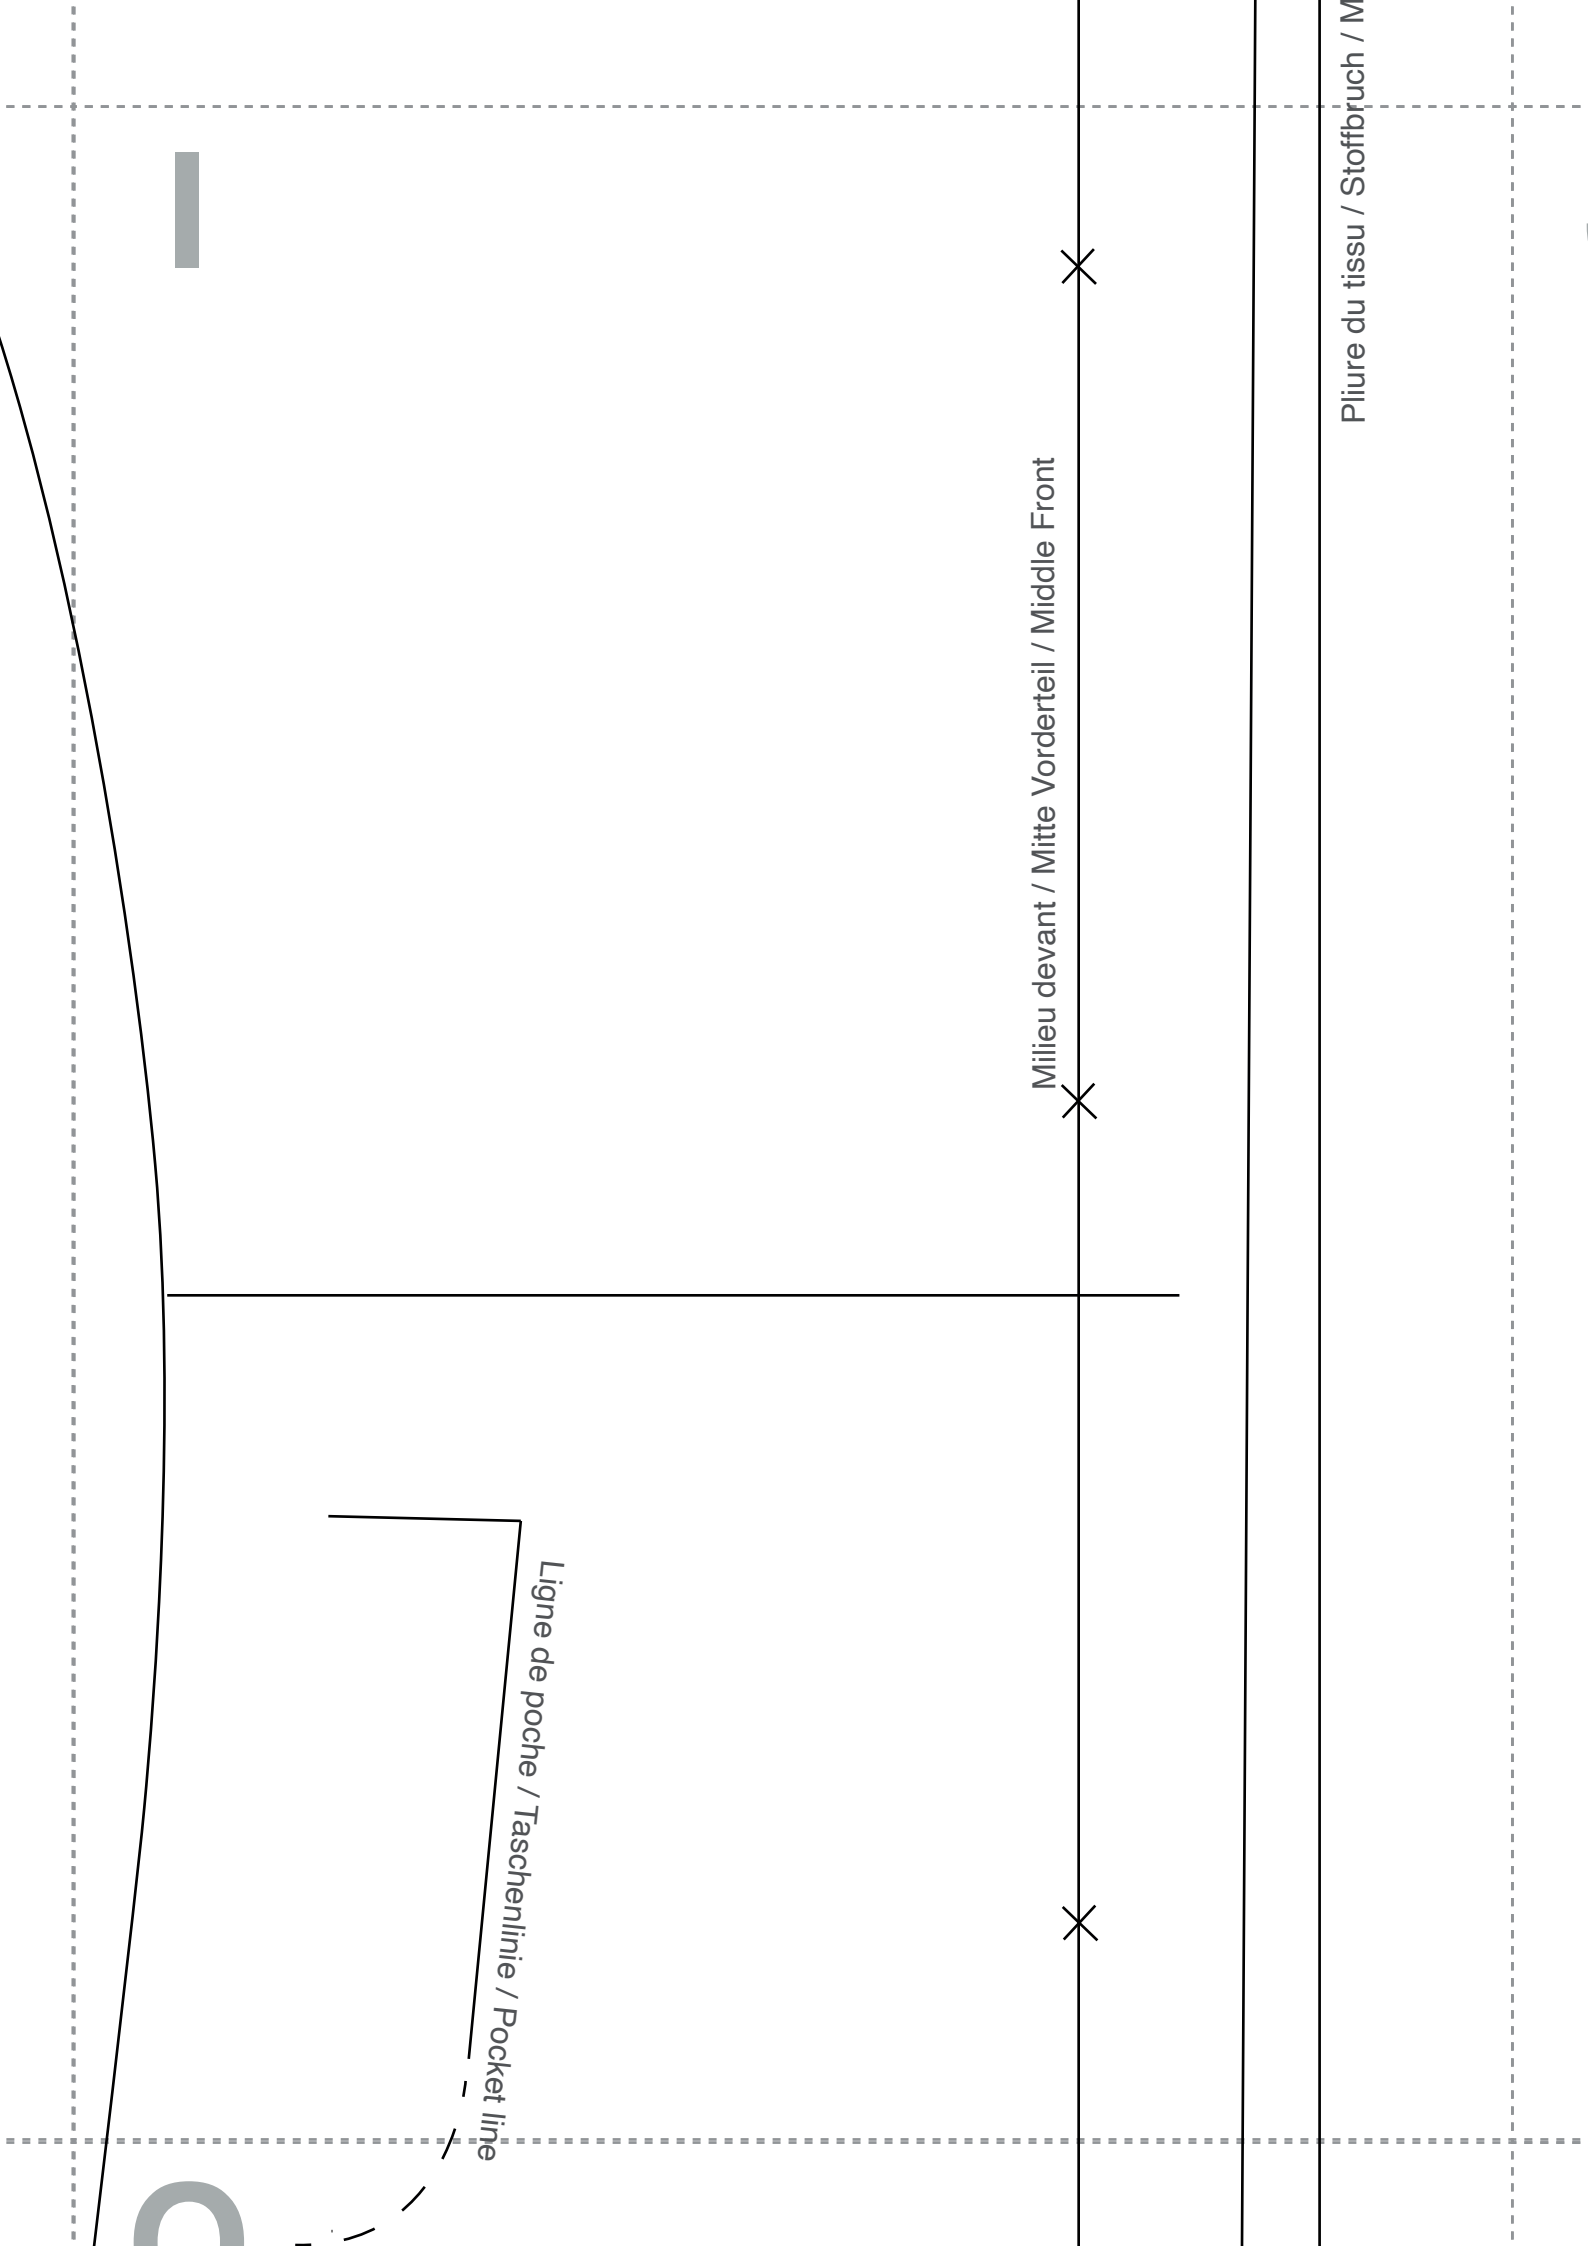 I
Pliure du tissu / Stoffbruch / M
Milieu devant / Mitte Vorderteil / Middle Front
Ligne de poche / Taschenlinie / Pocket line